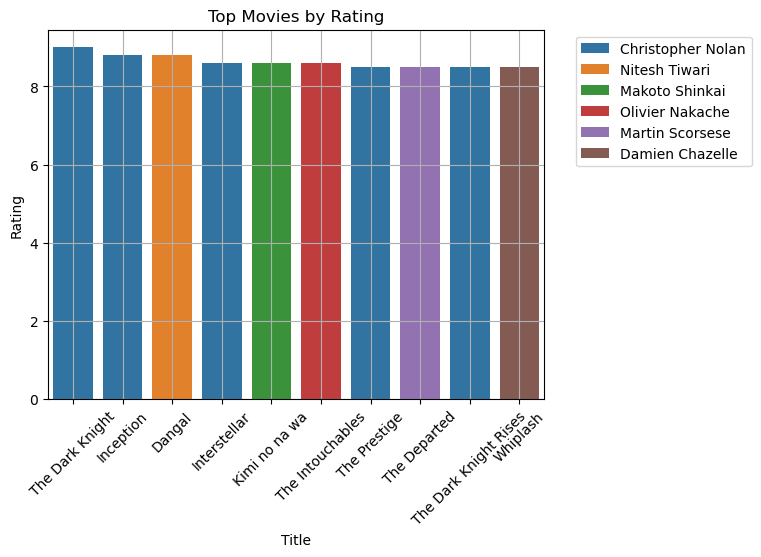 Top Movies by Rating
Rating
8
6
4
2
0
The Dark Knight
Inception
Dangal
Interstellar
Kimi no na wa
The Intouchables
The Prestige
The Departed
The Dark Knight Rises
Whiplash
Title
Christopher Nolan
Nitesh Tiwari
Makoto Shinkai
Olivier Nakache
Martin Scorsese
Damien Chazelle